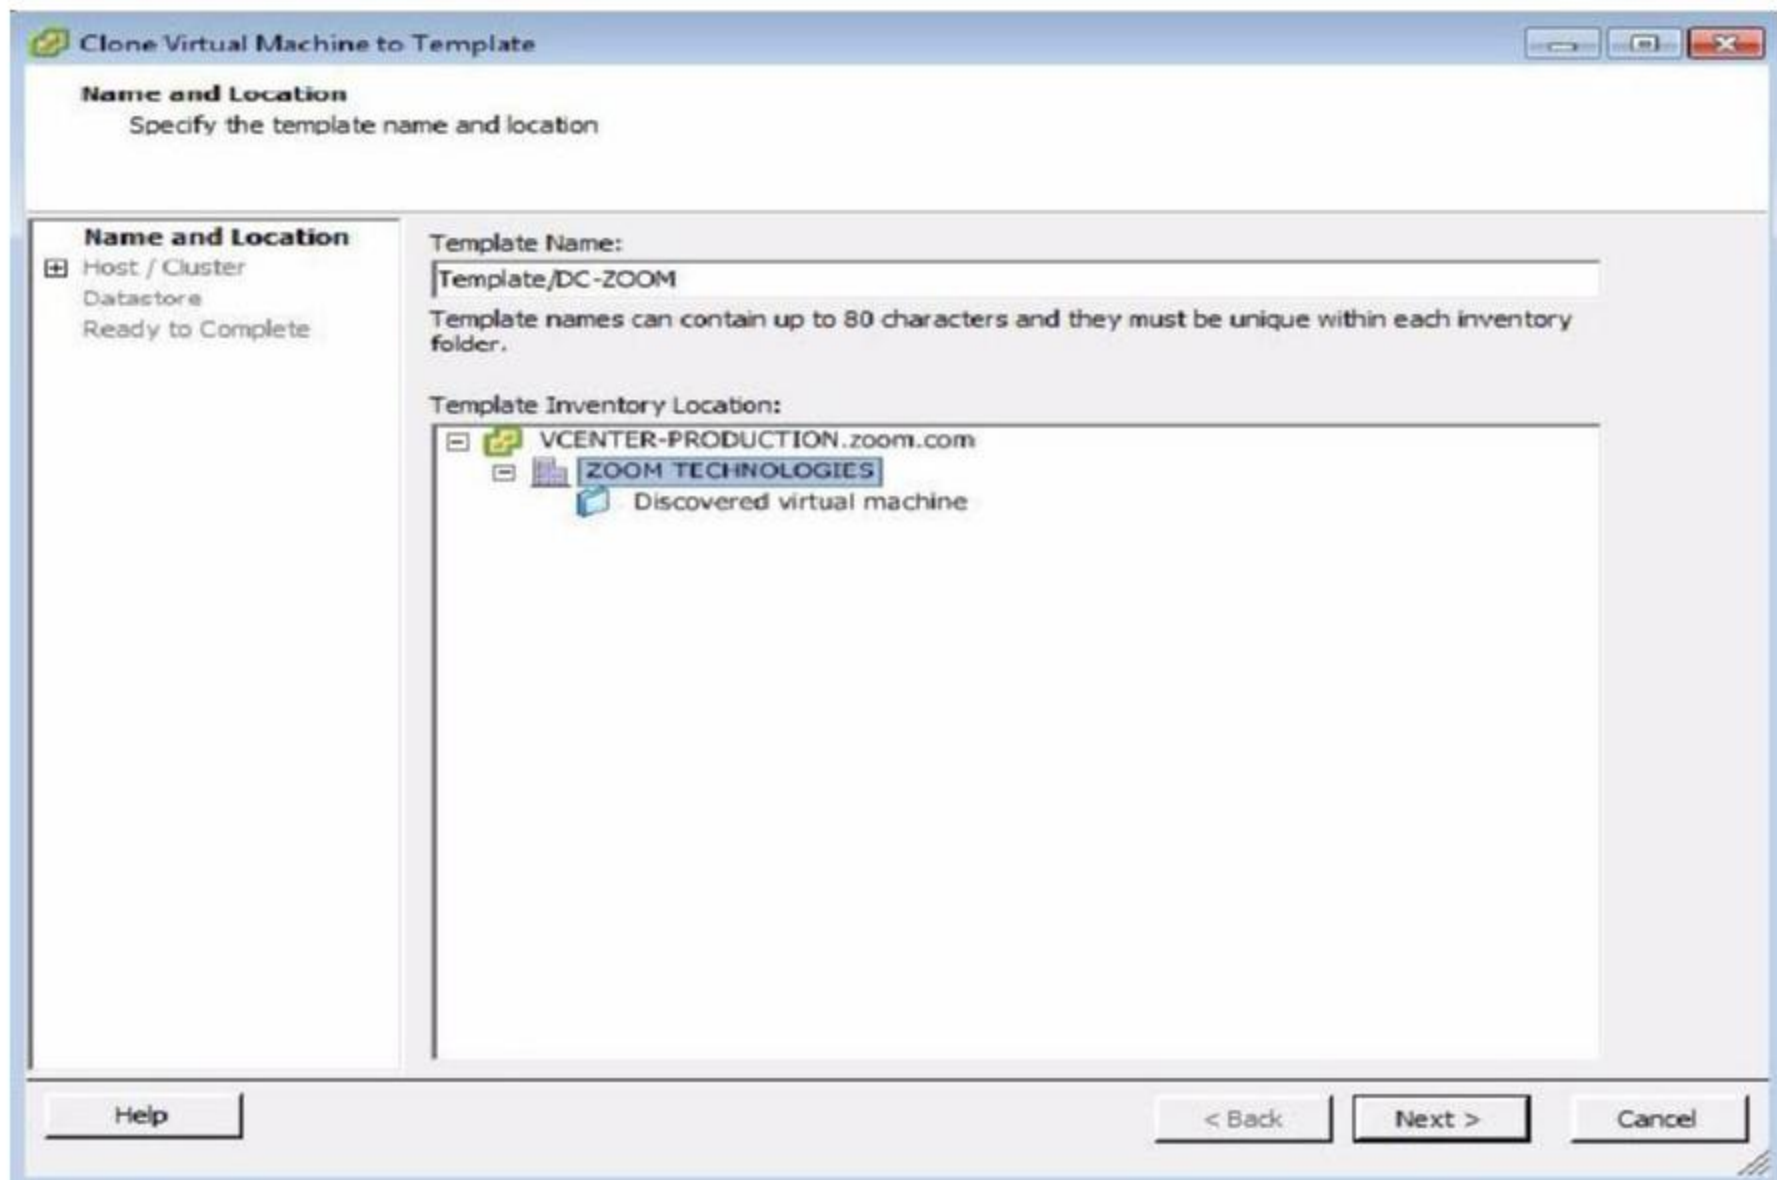 Clone Virtual Machine to Template
Name and Location
Specify the template name and location
Name and Location
Host / Cluster
Datastore
Ready to Complete
Template Name:
Template/DC-ZOOM
Template names can contain up to 80 characters and they must be unique within each inventory
folder.
Template Inventory Location:
VCENTER-PRODUCTION.zoom.com
ZOOM TECHNOLOGIES
Discovered virtual machine
Help
< Back
Next >
Cancel